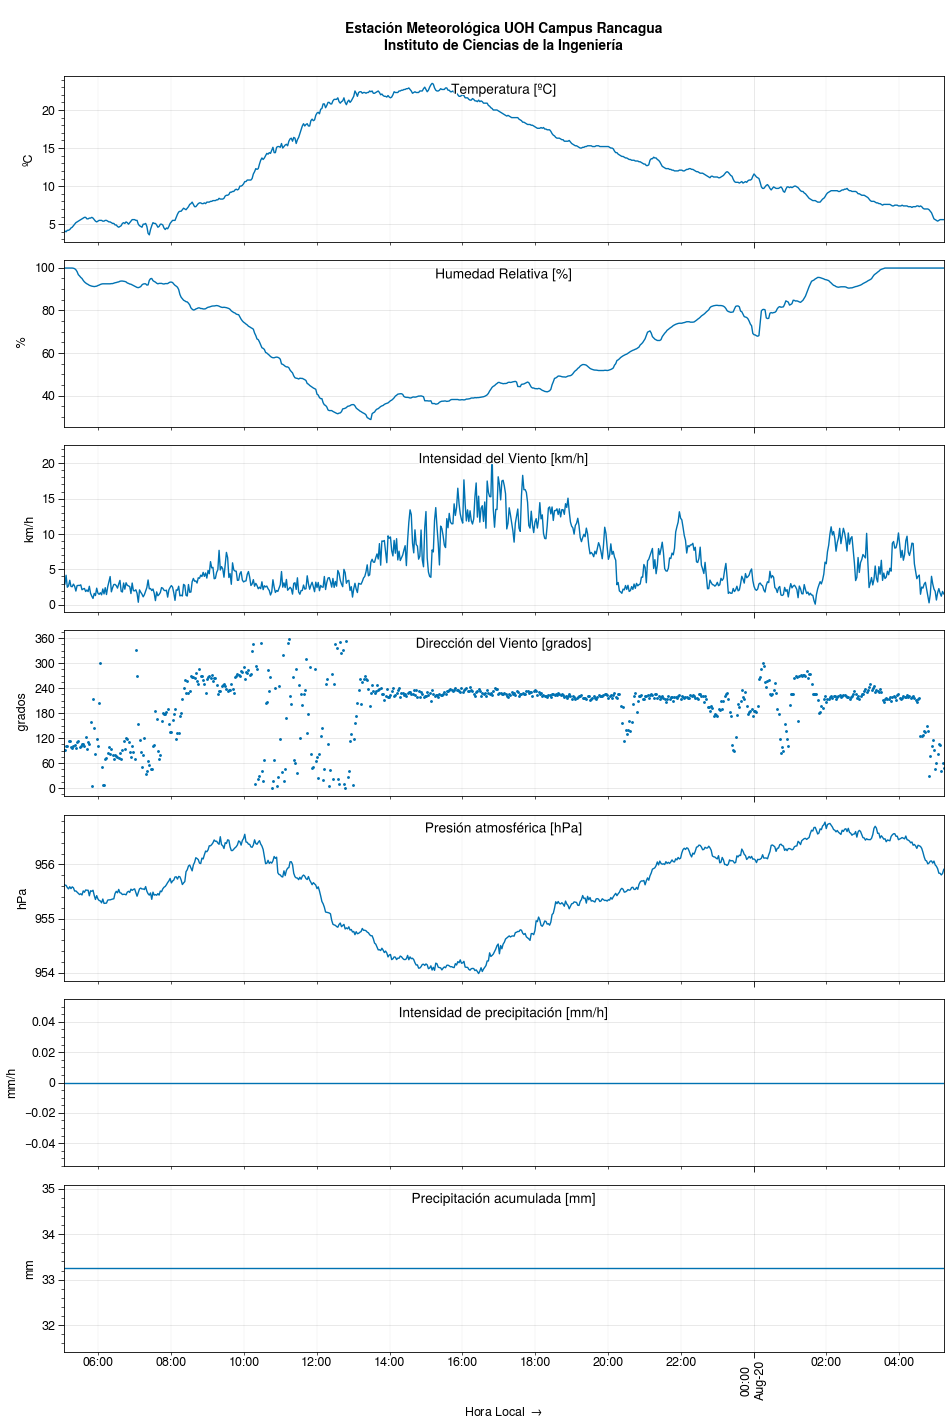 Estación Meteorológica UOH Campus Rancagua
Instituto de Ciencias de la Ingeniería
Temperatura [ºC]
ºC
20
15
10
5
Humedad Relativa [%]
%
100
80
60
40
Intensidad del Viento [km/h]
km/h
20
15
10
5
0
Dirección del Viento [grados]
grados
360
300
240
180
120
60
0
Presión atmosférica [hPa]
hPa
956
955
954
Intensidad de precipitación [mm/h]
mm/h
0.04
0.02
0
−0.02
−0.04
Precipitación acumulada [mm]
mm
35
34
33
32
06:00 08:00 10:00 12:00 14:00 16:00 18:00 20:00 22:00 00:00 02:00 04:00
Aug-20
Hora Local →